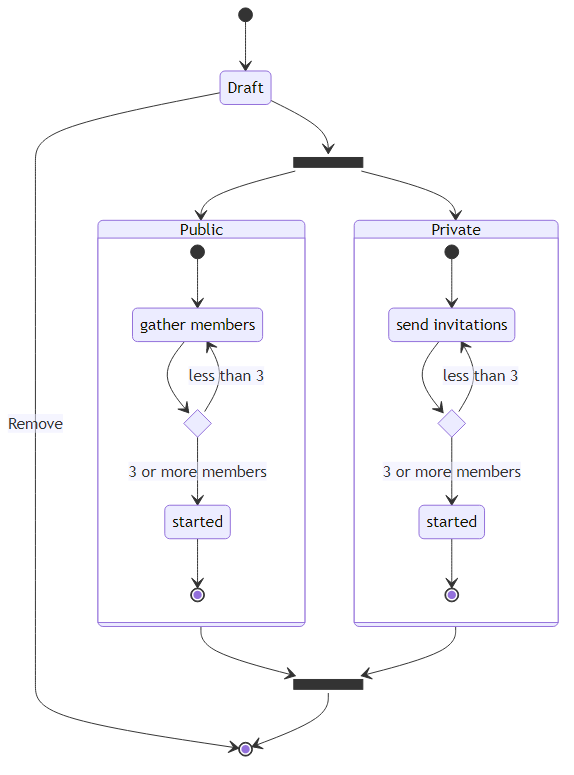 Draft
Public
Private
gather members
send invitations
less than 3
less than 3
Remove
3 or more members
3 or more members
started
started